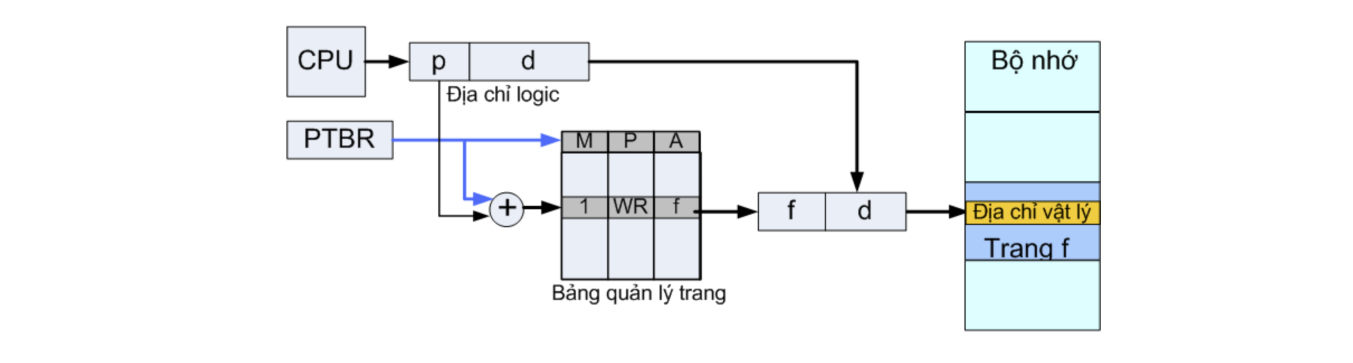 CPU
p d
Địa chỉ logic
PTBR
M P A
1 WR f
+
Bảng quản lý trang
f d
Bộ nhớ
Địa chỉ vật lý
Trang f